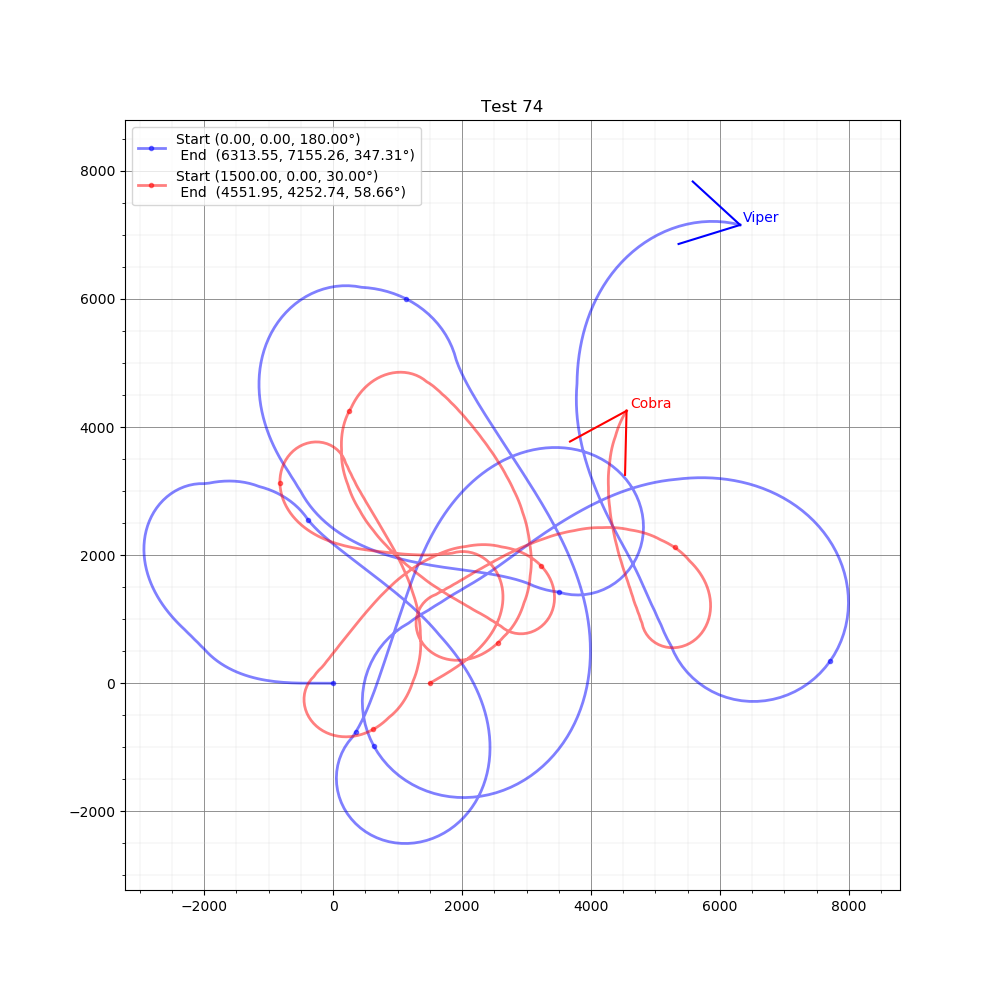 Test 74
Start (0.00, 0.00, 180.00°)
End (6313.55, 7155.26, 347.31°)
Start (1500.00, 0.00, 30.00°)
End (4551.95, 4252.74, 58.66°)
Viper
Cobra
8000
6000
4000
2000
0
−2000
−2000
0
2000
4000
6000
8000